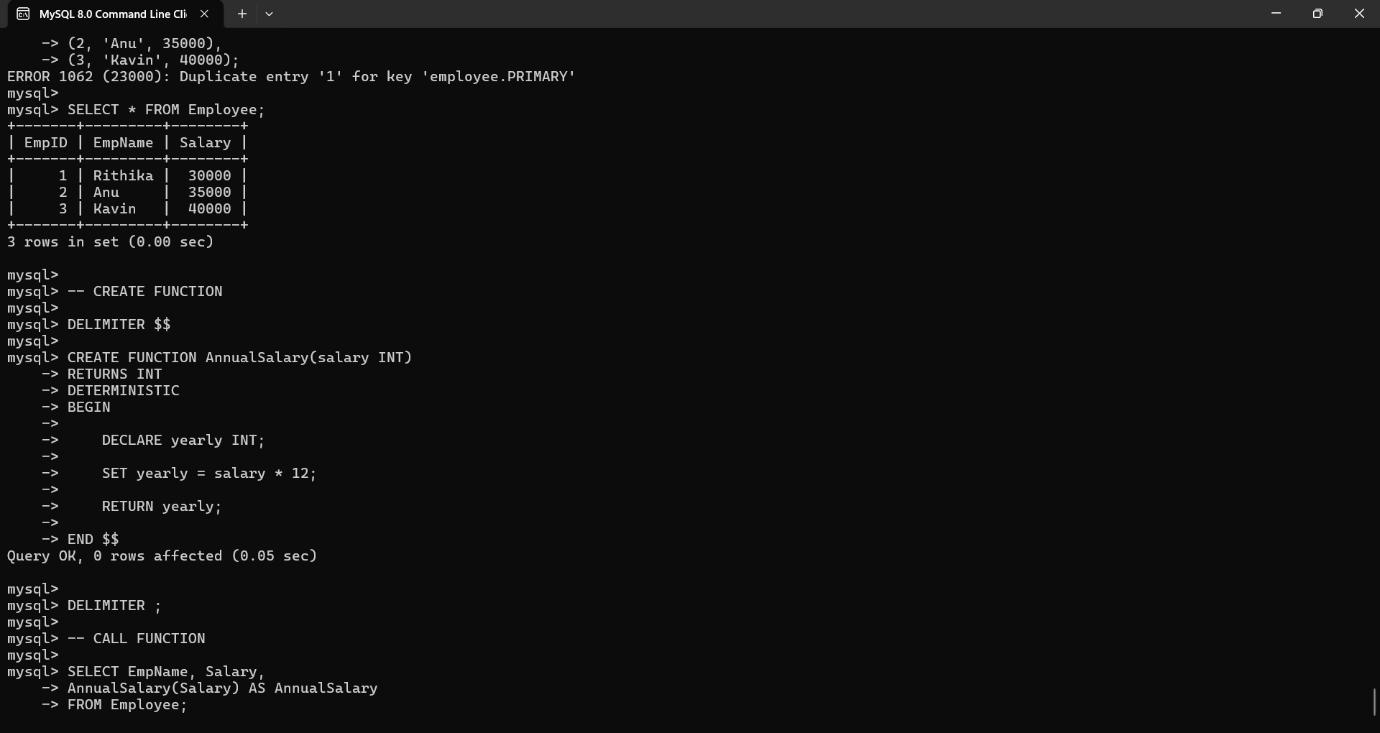 MySQL 8.0 Command Line Cli
-> (2, 'Anu', 35000),
-> (3, 'Kavin', 40000);
ERROR 1062 (23000): Duplicate entry '1' for key 'employee.PRIMARY'
mysql>
mysql> SELECT * FROM Employee;
+-------+---------+--------+
| EmpID | EmpName | Salary |
+-------+---------+--------+
|     1 | Rithika |  30000 |
|     2 | Anu     |  35000 |
|     3 | Kavin   |  40000 |
+-------+---------+--------+
3 rows in set (0.00 sec)
mysql>
mysql> -- CREATE FUNCTION
mysql>
mysql> DELIMITER $$
mysql>
mysql> CREATE FUNCTION AnnualSalary(salary INT)
-> RETURNS INT
-> DETERMINISTIC
-> BEGIN
->
->     DECLARE yearly INT;
->
->     SET yearly = salary * 12;
->
->     RETURN yearly;
->
-> END $$
Query OK, 0 rows affected (0.05 sec)
mysql>
mysql> DELIMITER ;
mysql>
mysql> -- CALL FUNCTION
mysql>
mysql> SELECT EmpName, Salary,
-> AnnualSalary(Salary) AS AnnualSalary
-> FROM Employee;